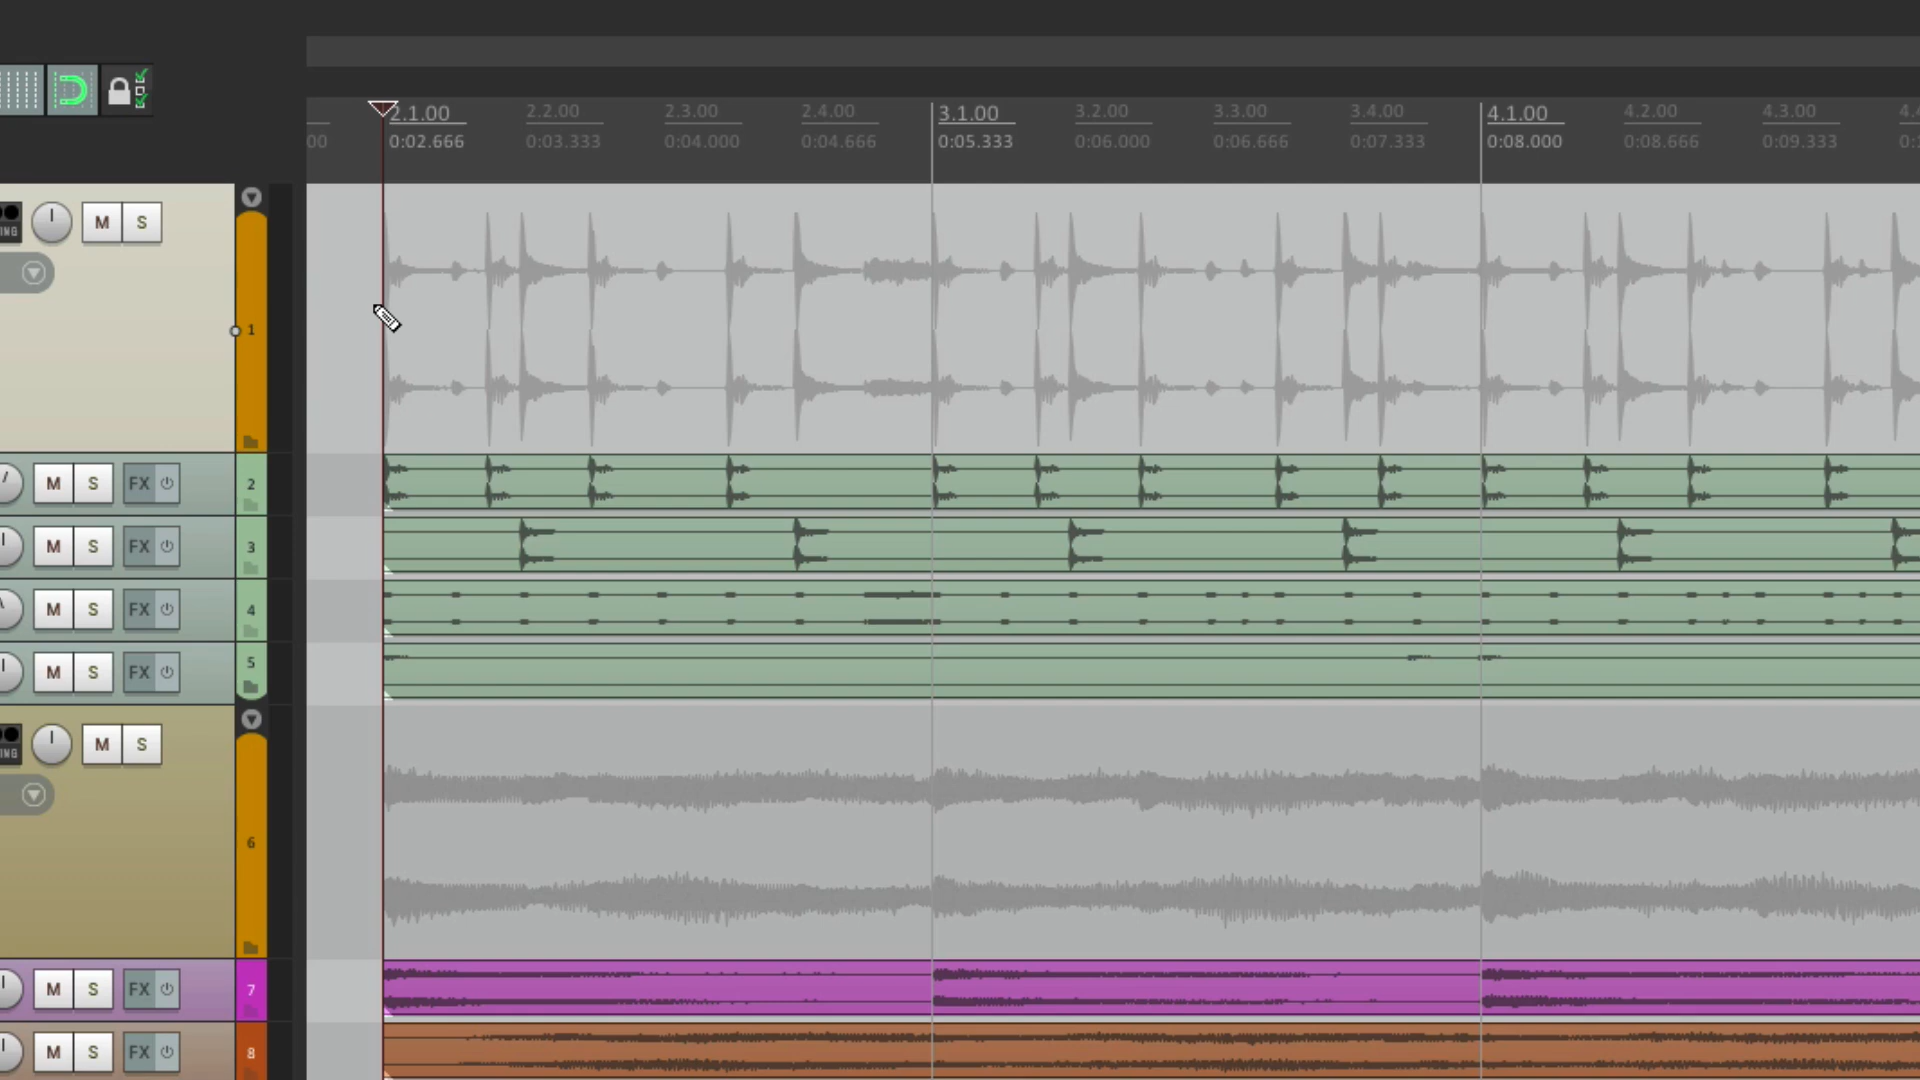 2.1.00 2.2.00 2.3.00 2.4.00 3.1.00 3.2.00 3.3.00 3.4.00 4.1.00 4.2.00 4.3.00
00 0:02.666 0:03.333 0:04.000 0:04.666 0:05.333 0:06.000 0:06.666 0:07.333 0:08.000 0:08.666 0:09.333
M S
NG
1
M S FX 2
M S FX 3
M S FX 4
M S FX 5
M S
NG
6
M S FX 7
M S FX 8